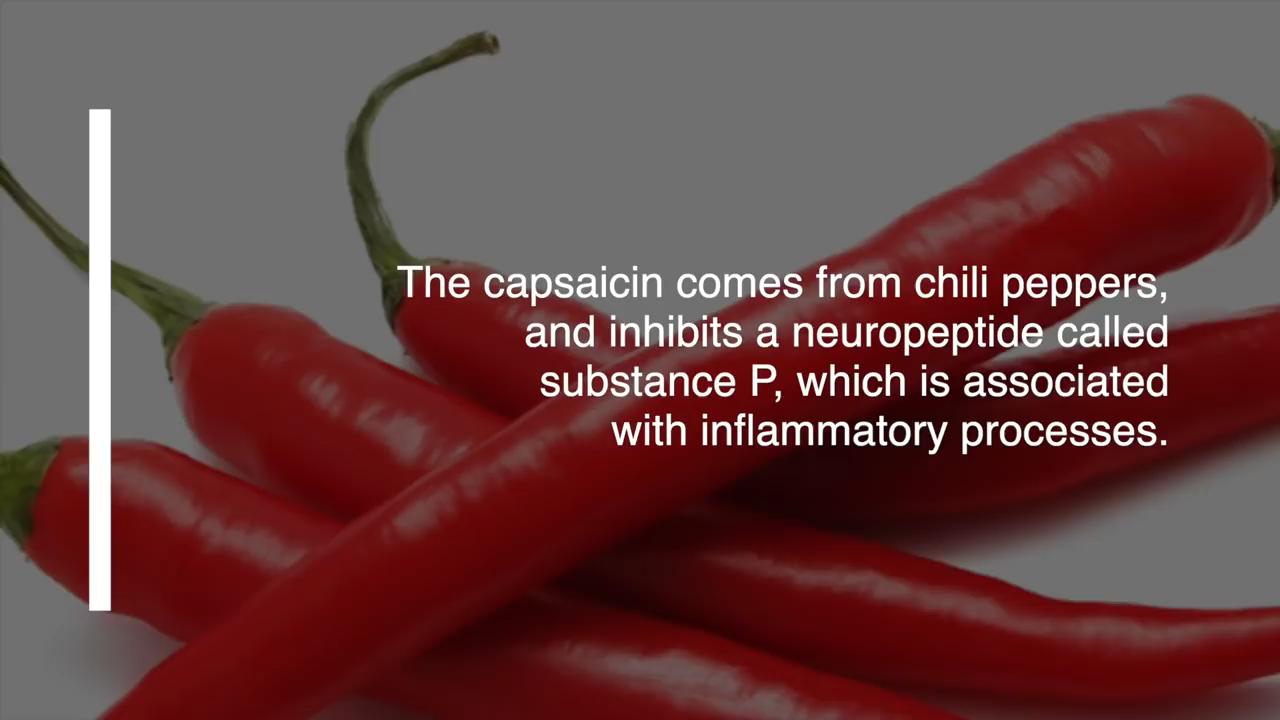 The capsaicin comes from chili peppers,
and inhibits a neuropeptide called
substance P, which is associated
with inflammatory processes.